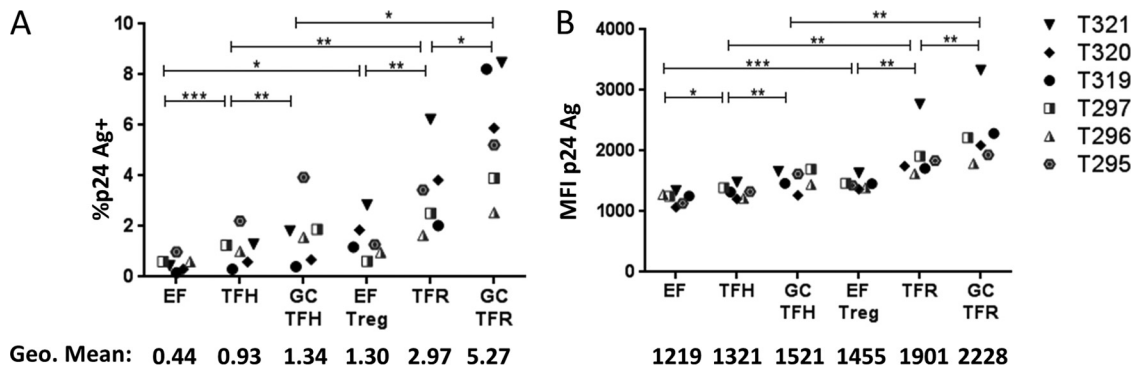 A
%p24 Ag+
10
8
6
4
2
0
*
** *
* **
*** **
EF TFH GC TFH EF Treg TFR GC TFR
Geo. Mean: 0.44 0.93 1.34 1.30 2.97 5.27
B
MFI p24 Ag
4000
3000
2000
1000
0
**
** **
*** **
* **
EF TFH GC TFH EF Treg TFR GC TFR
1219 1321 1521 1455 1901 2228
T321
T320
T319
T297
T296
T295